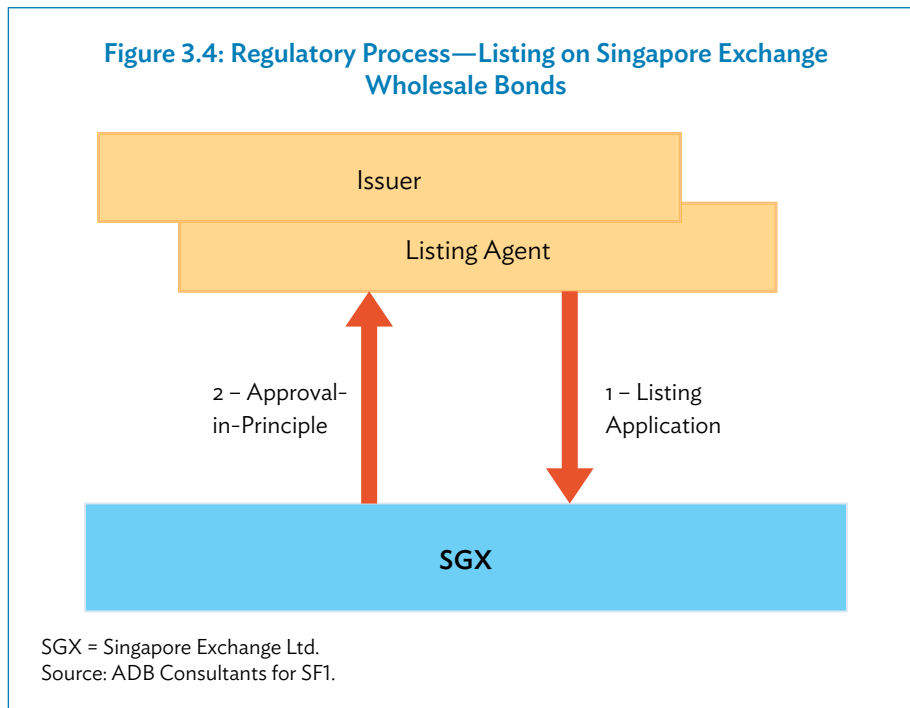 Figure 3.4: Regulatory Process—Listing on Singapore Exchange
Wholesale Bonds
Issuer
Listing Agent
2 – Approval-
in-Principle
1 – Listing
Application
SGX
SGX = Singapore Exchange Ltd.
Source: ADB Consultants for SF1.